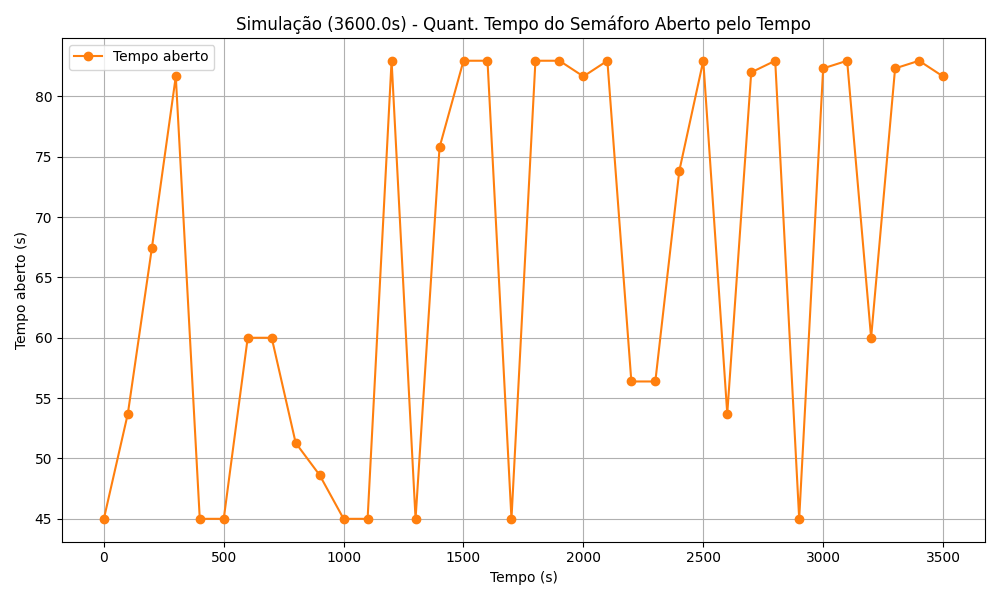 Simulação (3600.0s) - Quant. Tempo do Semáforo Aberto pelo Tempo
Tempo aberto
80
75
70
65
60
55
50
45
Tempo aberto (s)
0 500 1000 1500 2000 2500 3000 3500
Tempo (s)